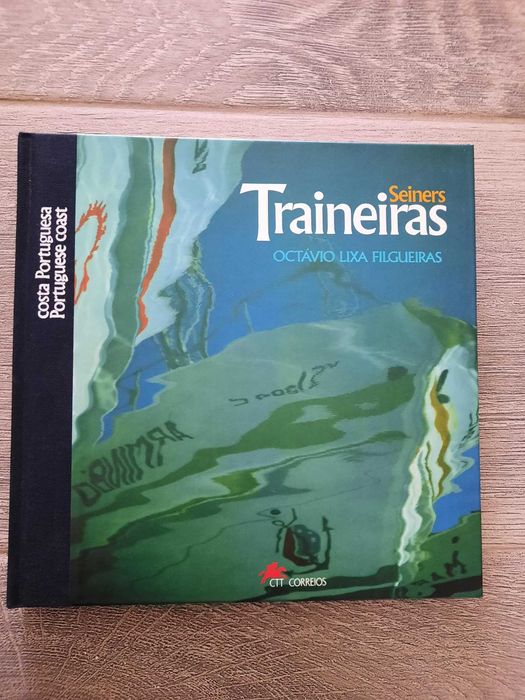 costa Portuguesa
Portuguese coast
Seiners
Traineiras
OCTÁVIO LIXA FILGUEIRAS
CTT CORREIOS